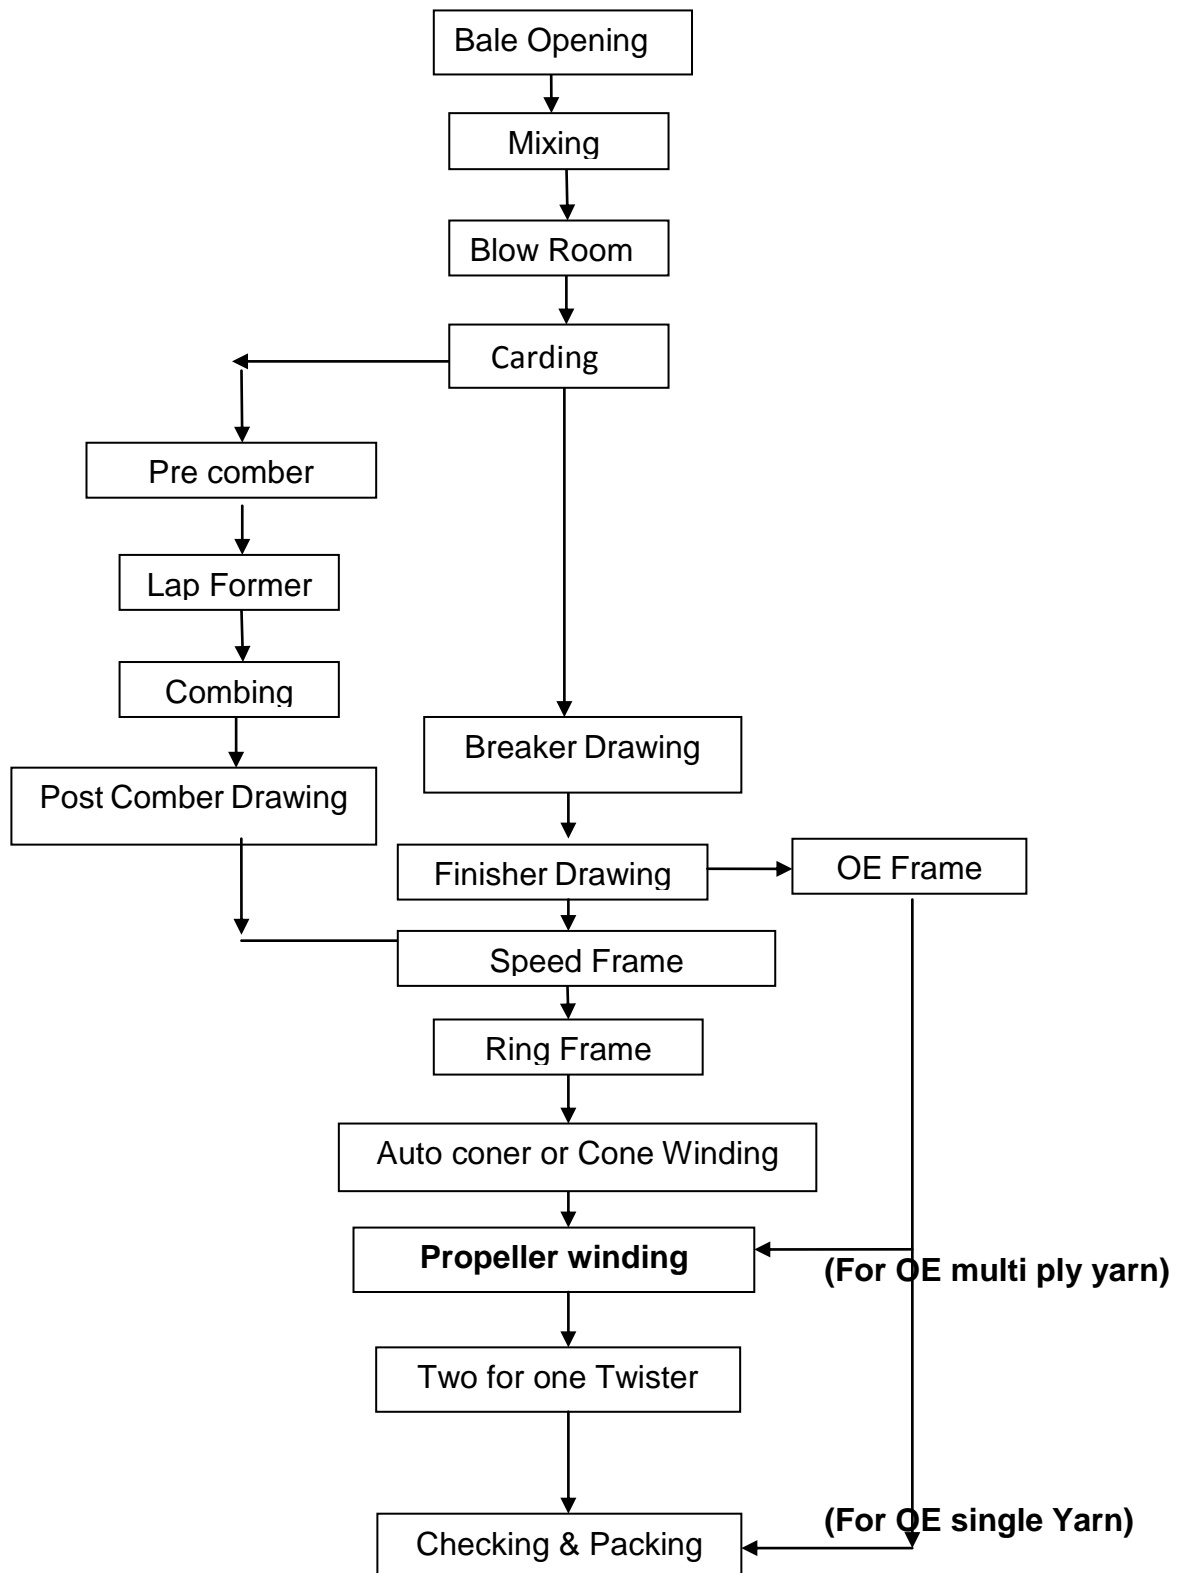 Bale Opening
Mixing
Blow Room
Carding
Pre comber
Lap Former
Combing
Breaker Drawing
Post Comber Drawing
Finisher Drawing
OE Frame
Speed Frame
Ring Frame
Auto coner or Cone Winding
Propeller winding
(For OE multi ply yarn)
Two for one Twister
(For OE single Yarn)
Checking & Packing